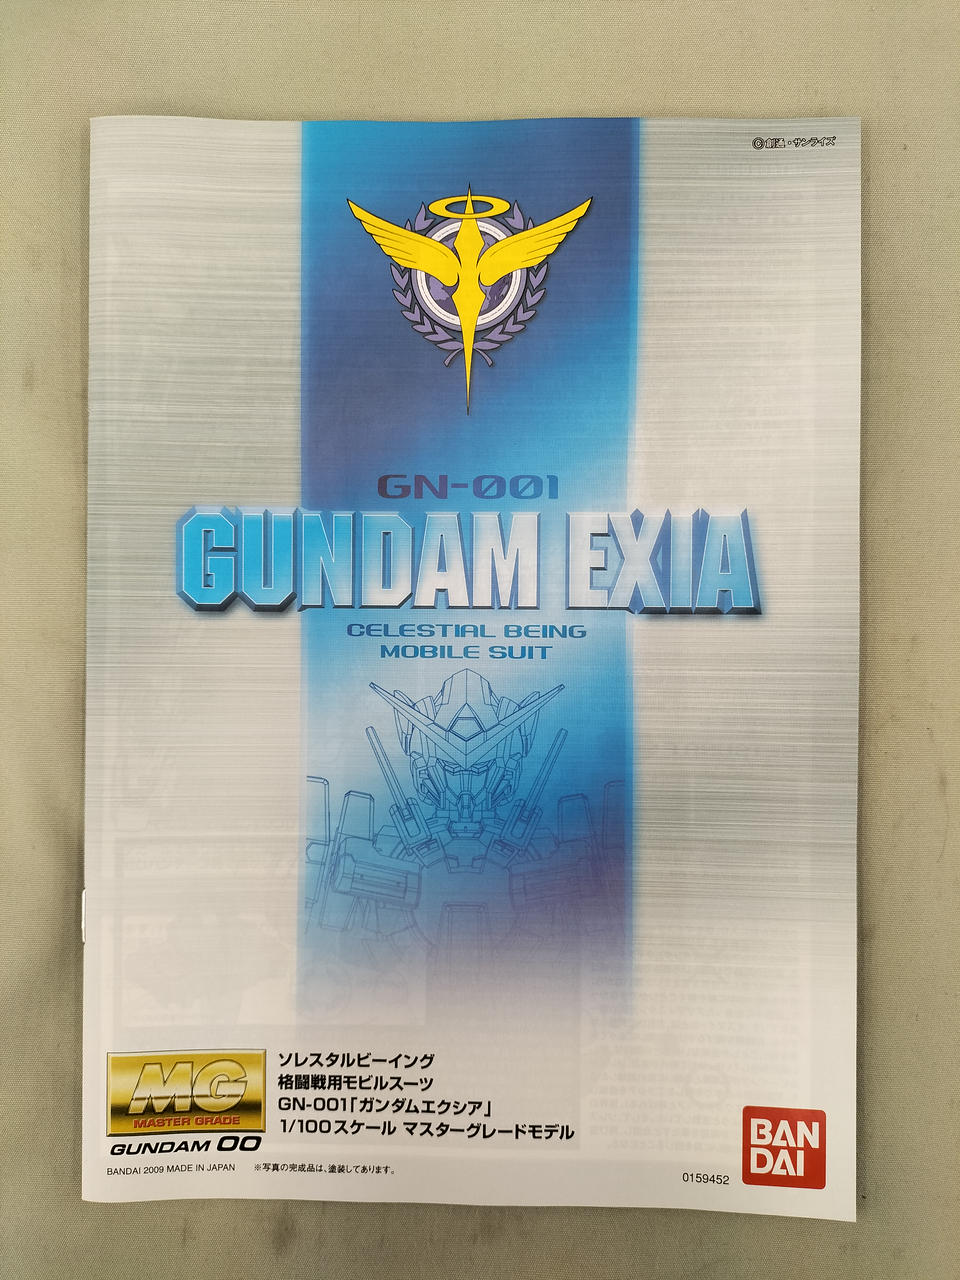 ©創通・サンライズ
GN-001
GUNDAM EXIA
CELESTIAL BEING
MOBILE SUIT
MG
MASTER GRADE
GUNDAM 00
ソレスタルビーイング
格闘戦用モビルスーツ
GN-001「ガンダムエクシア」
1/100スケール マスターグレードモデル
BANDAI 2009 MADE IN JAPAN ※写真の完成品は、塗装してあります。
0159452
BAN
DAI